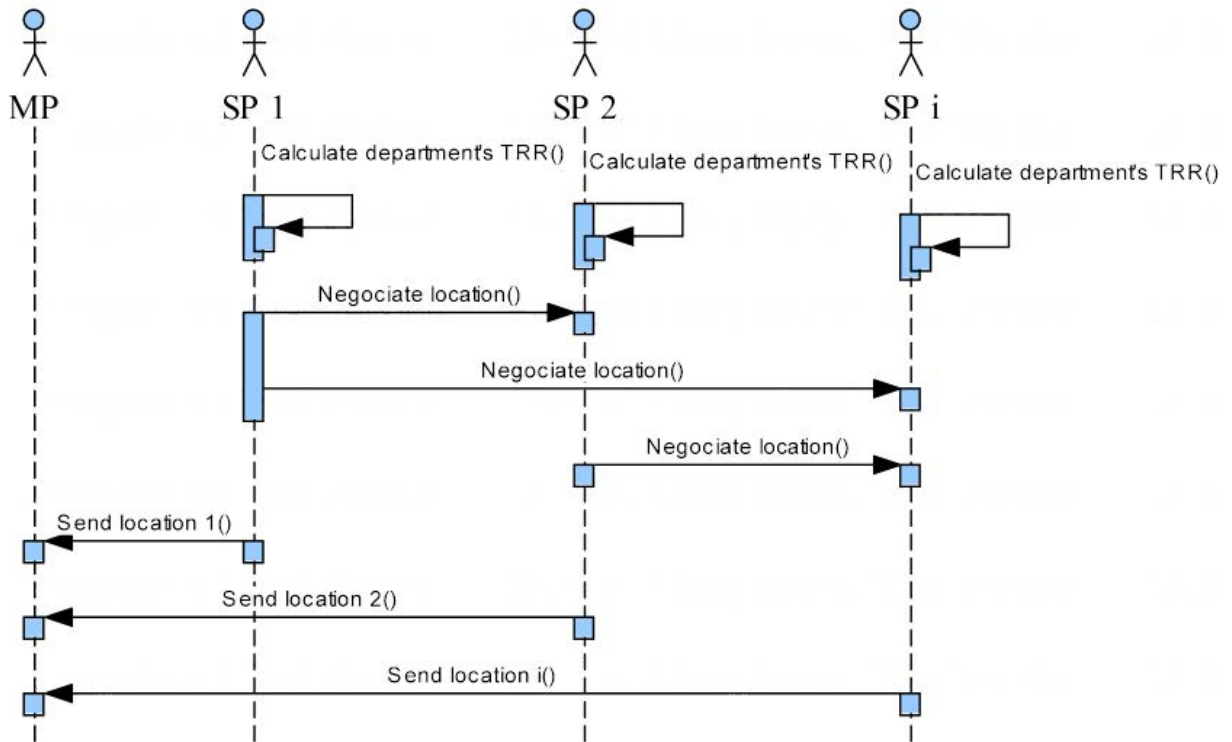 MP
SP 1
SP 2
SP i
Calculate department's TRR()
Calculate department's TRR()
Calculate department's TRR()
Negociate location()
Negociate location()
Negociate location()
Send location 1()
Send location 2()
Send location i()